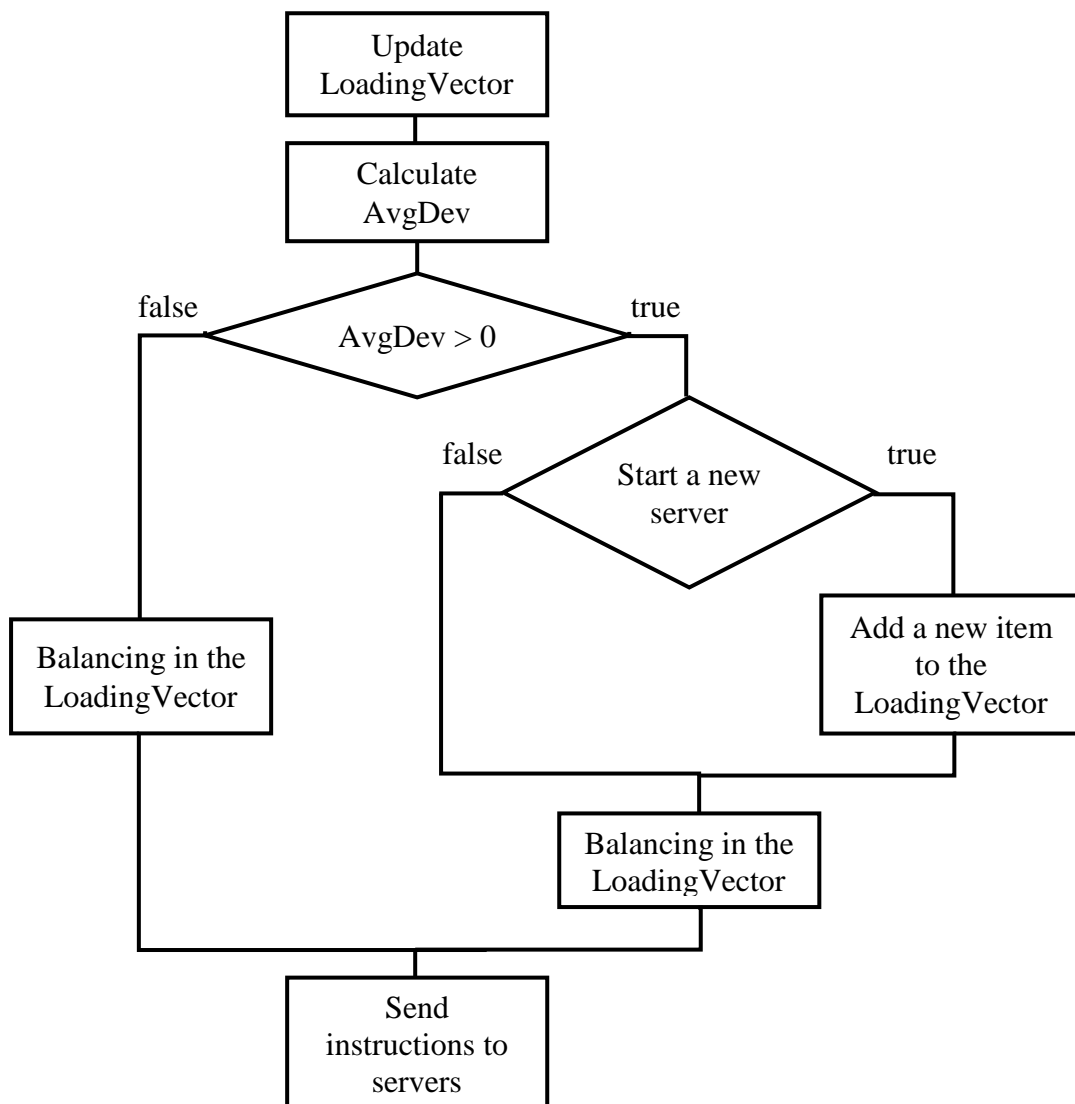 Update
LoadingVector
Calculate
AvgDev
false
true
AvgDev > 0
false
true
Start a new
server
Balancing in the
LoadingVector
Add a new item
to the
LoadingVector
Balancing in the
LoadingVector
Send
instructions to
servers